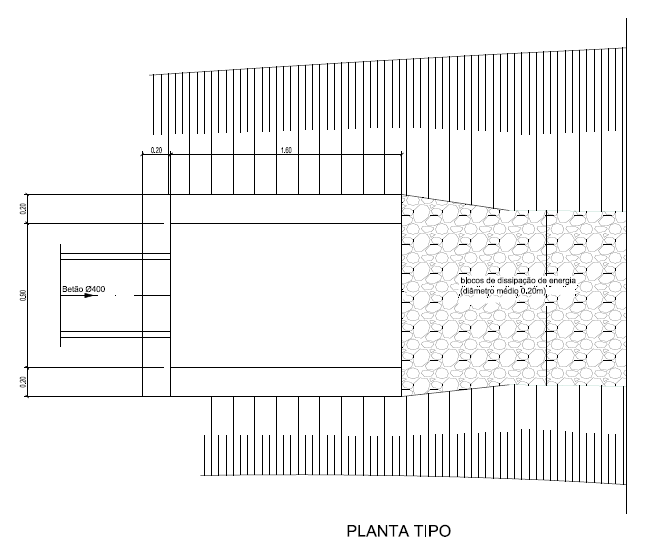 0.20
1.60
0.20
0.90
0.20
Betão Ø400
blocos de dissipação de energia
(diâmetro médio 0.20m)
PLANTA TIPO